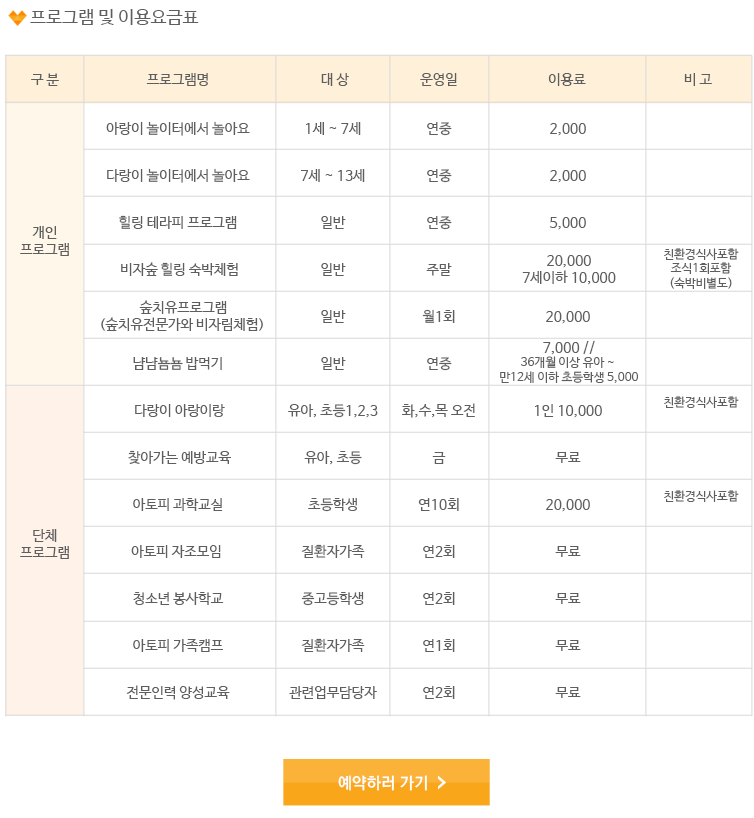 프로그램 및 이용요금표
구 분 프로그램명 대 상 운영일 이용료 비 고
개인
프로그램
아랑이 놀이터에서 놀아요 1세 ~ 7세 연중 2,000
다랑이 놀이터에서 놀아요 7세 ~ 13세 연중 2,000
힐링 테라피 프로그램 일반 연중 5,000
비자숲 힐링 숙박체험 일반 주말 20,000
7세이하 10,000
친환경식사포함
조식1회포함
(숙박비별도)
숲치유프로그램
(숲치유전문가와 비자림체험) 일반 월1회 20,000
냠냠뇸뇸 밥먹기 일반 연중 7,000 //
36개월 이상 유아 ~
만12세 이하 초등학생 5,000
단체
프로그램
다랑이 아랑이랑 유아, 초등1,2,3 화,수,목 오전 1인 10,000 친환경식사포함
찾아가는 예방교육 유아, 초등 금 무료
아토피 과학교실 초등학생 연10회 20,000 친환경식사포함
아토피 자조모임 질환자가족 연2회 무료
청소년 봉사학교 중고등학생 연2회 무료
아토피 가족캠프 질환자가족 연1회 무료
전문인력 양성교육 관련업무담당자 연2회 무료
예약하러 가기 >